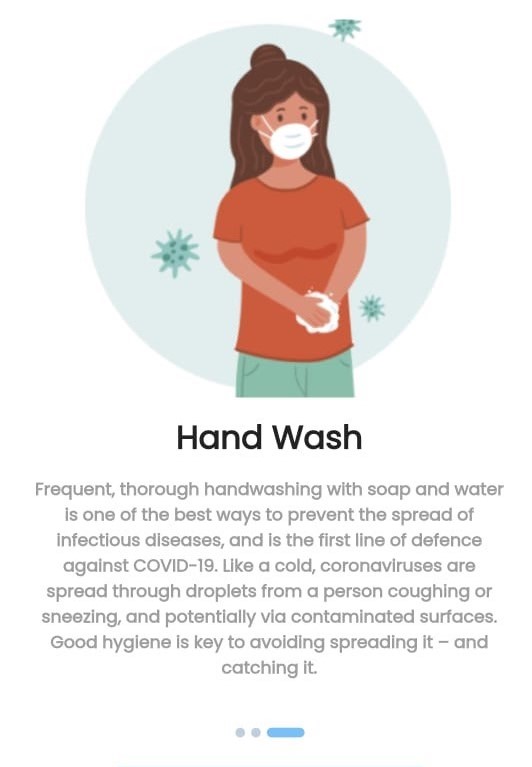 Hand Wash
Frequent, thorough handwashing with soap and water
is one of the best ways to prevent the spread of
infectious diseases, and is the first line of defence
against COVID-19. Like a cold, coronaviruses are
spread through droplets from a person coughing or
sneezing, and potentially via contaminated surfaces.
Good hygiene is key to avoiding spreading it – and
catching it.